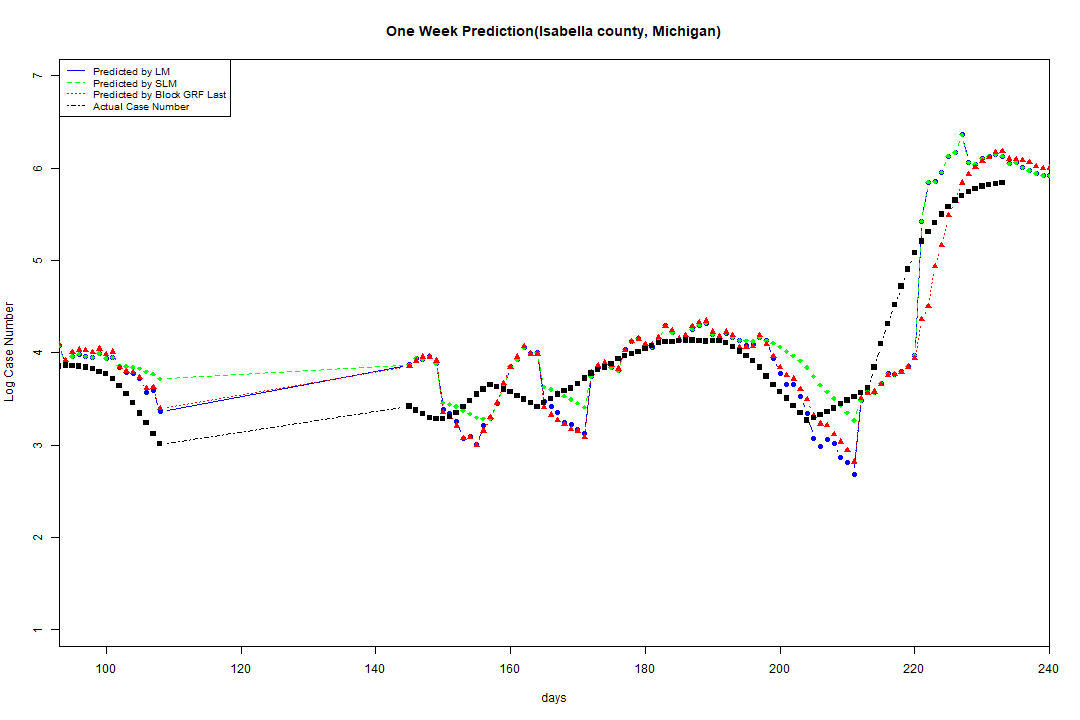 One Week Prediction(Isabella county, Michigan)
Predicted by LM
Predicted by SLM
Predicted by Block GRF Last
Actual Case Number
7
6
5
4
3
2
1
Log Case Number
100 120 140 160 180 200 220 240
days